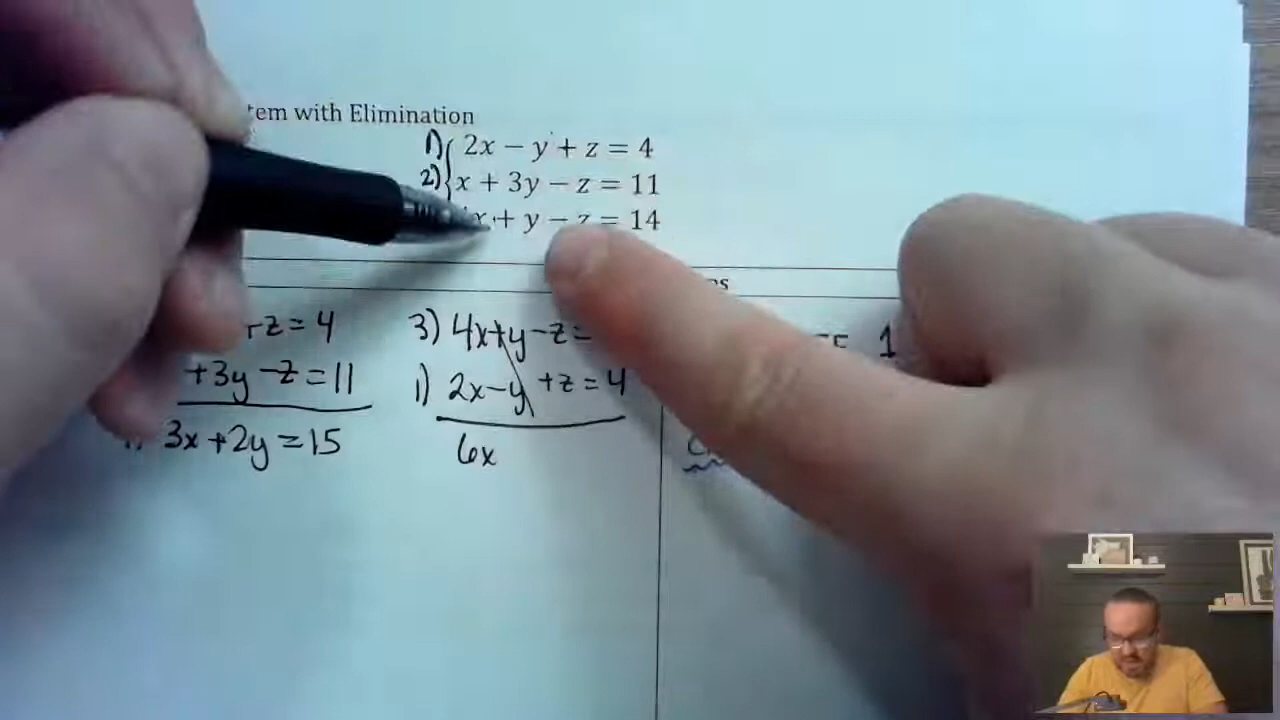 with Elimination
1) 2x − y + z = 4
2) x + 3y − z = 11
x + y − z = 14
+z=4
+3y-z=11
3x+2y=15
3) 4x+y-z=
1) 2x-y+z=4
6x
1